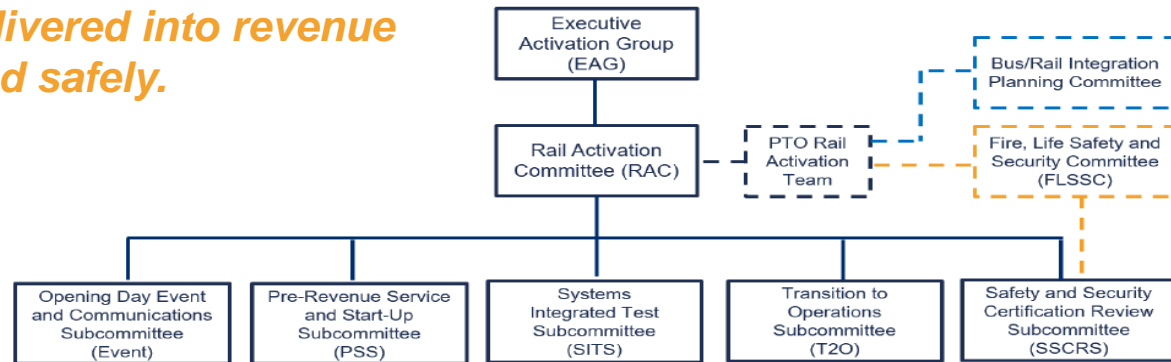 livered into revenue
d safely.
Executive
Activation Group
(EAG)
Bus/Rail Integration
Planning Committee
Rail Activation
Committee (RAC)
PTO Rail
Activation
Team
Fire, Life Safety and
Security Committee
(FLSSC)
Opening Day Event
and Communications
Subcommittee
(Event)
Pre-Revenue Service
and Start-Up
Subcommittee
(PSS)
Systems
Integrated Test
Subcommittee
(SITS)
Transition to
Operations
Subcommittee
(T2O)
Safety and Security
Certification Review
Subcommittee
(SSCRS)